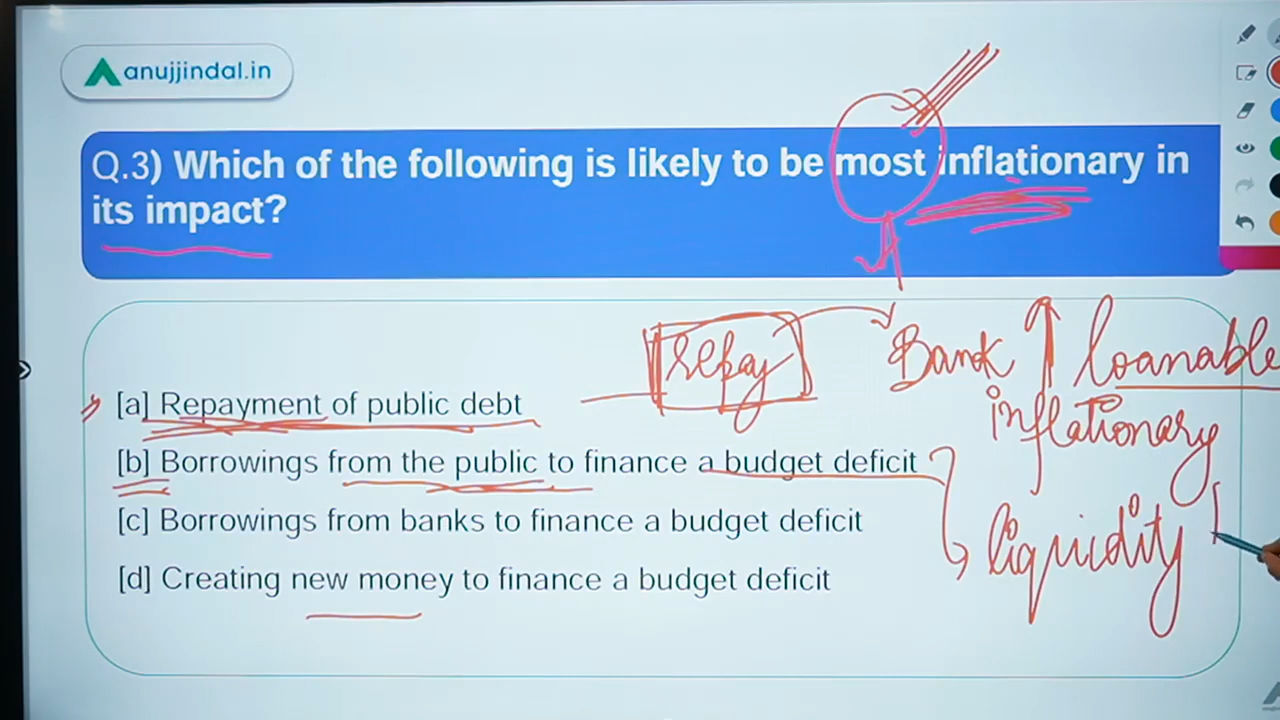 anujjindal.in
Q.3) Which of the following is likely to be most inflationary in
its impact?
repay
Bank loanable
inflationary
[a] Repayment of public debt
[b] Borrowings from the public to finance a budget deficit
[c] Borrowings from banks to finance a budget deficit
liquidity
[d] Creating new money to finance a budget deficit